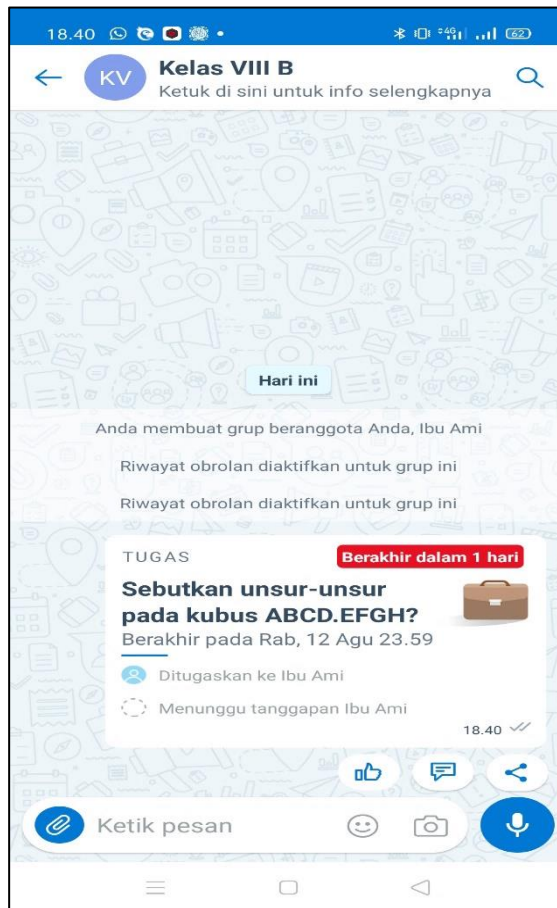 18.40
62
KV
Kelas VIII B
Ketuk di sini untuk info selengkapnya
Hari ini
Anda membuat grup beranggota Anda, Ibu Ami
Riwayat obrolan diaktifkan untuk grup ini
Riwayat obrolan diaktifkan untuk grup ini
TUGAS
Berakhir dalam 1 hari
Sebutkan unsur-unsur
pada kubus ABCD.EFGH?
Berakhir pada Rab, 12 Agu 23.59
Ditugaskan ke Ibu Ami
Menunggu tanggapan Ibu Ami
18.40
Ketik pesan